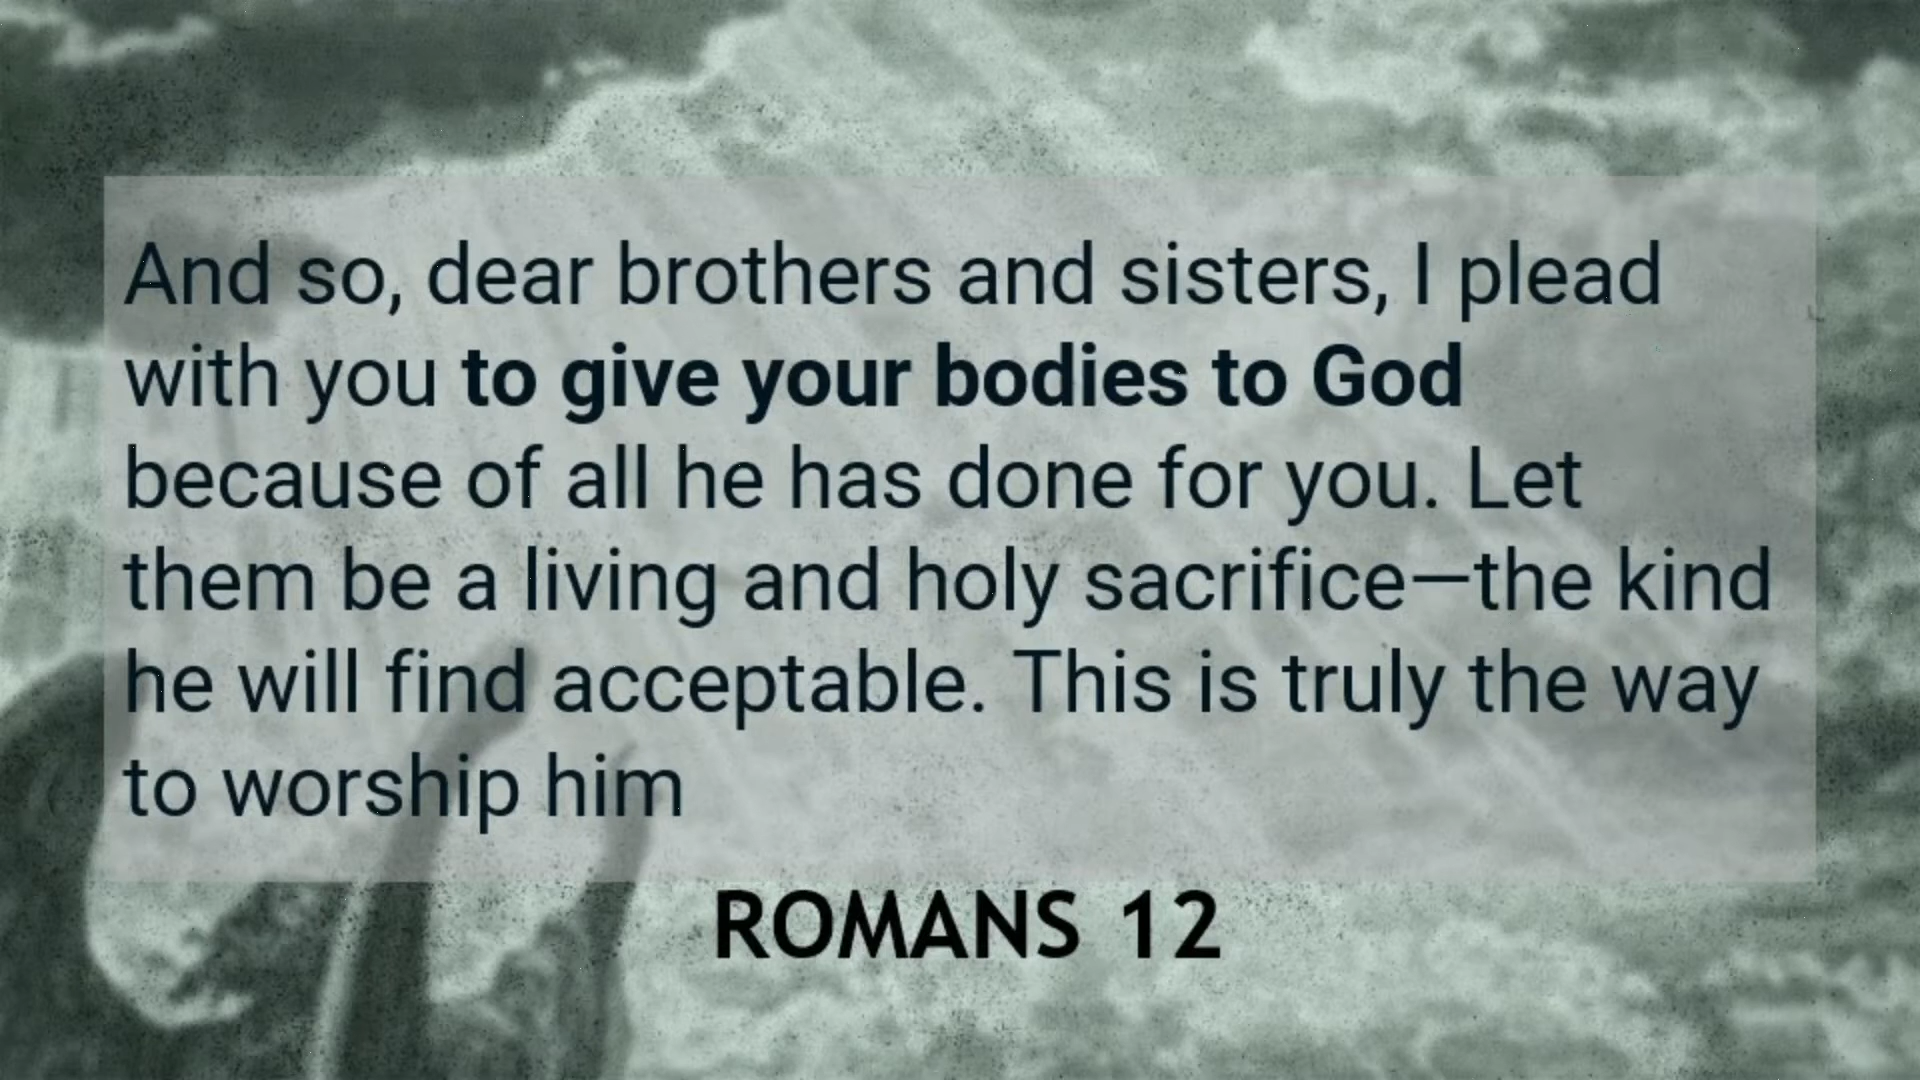 And so, dear brothers and sisters, I plead
with you to give your bodies to God
because of all he has done for you. Let
them be a living and holy sacrifice—the kind
he will find acceptable. This is truly the way
to worship him
ROMANS 12